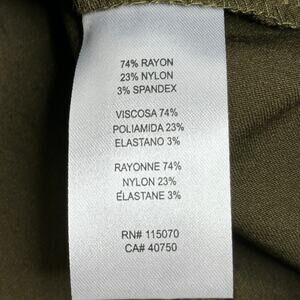 74% RAYON
23% NYLON
3% SPANDEX
VISCOSA 74%
POLIAMIDA 23%
ELASTANO 3%
RAYONNE 74%
NYLON 23%
ÉLASTANE 3%
RN# 115070
CA# 40750